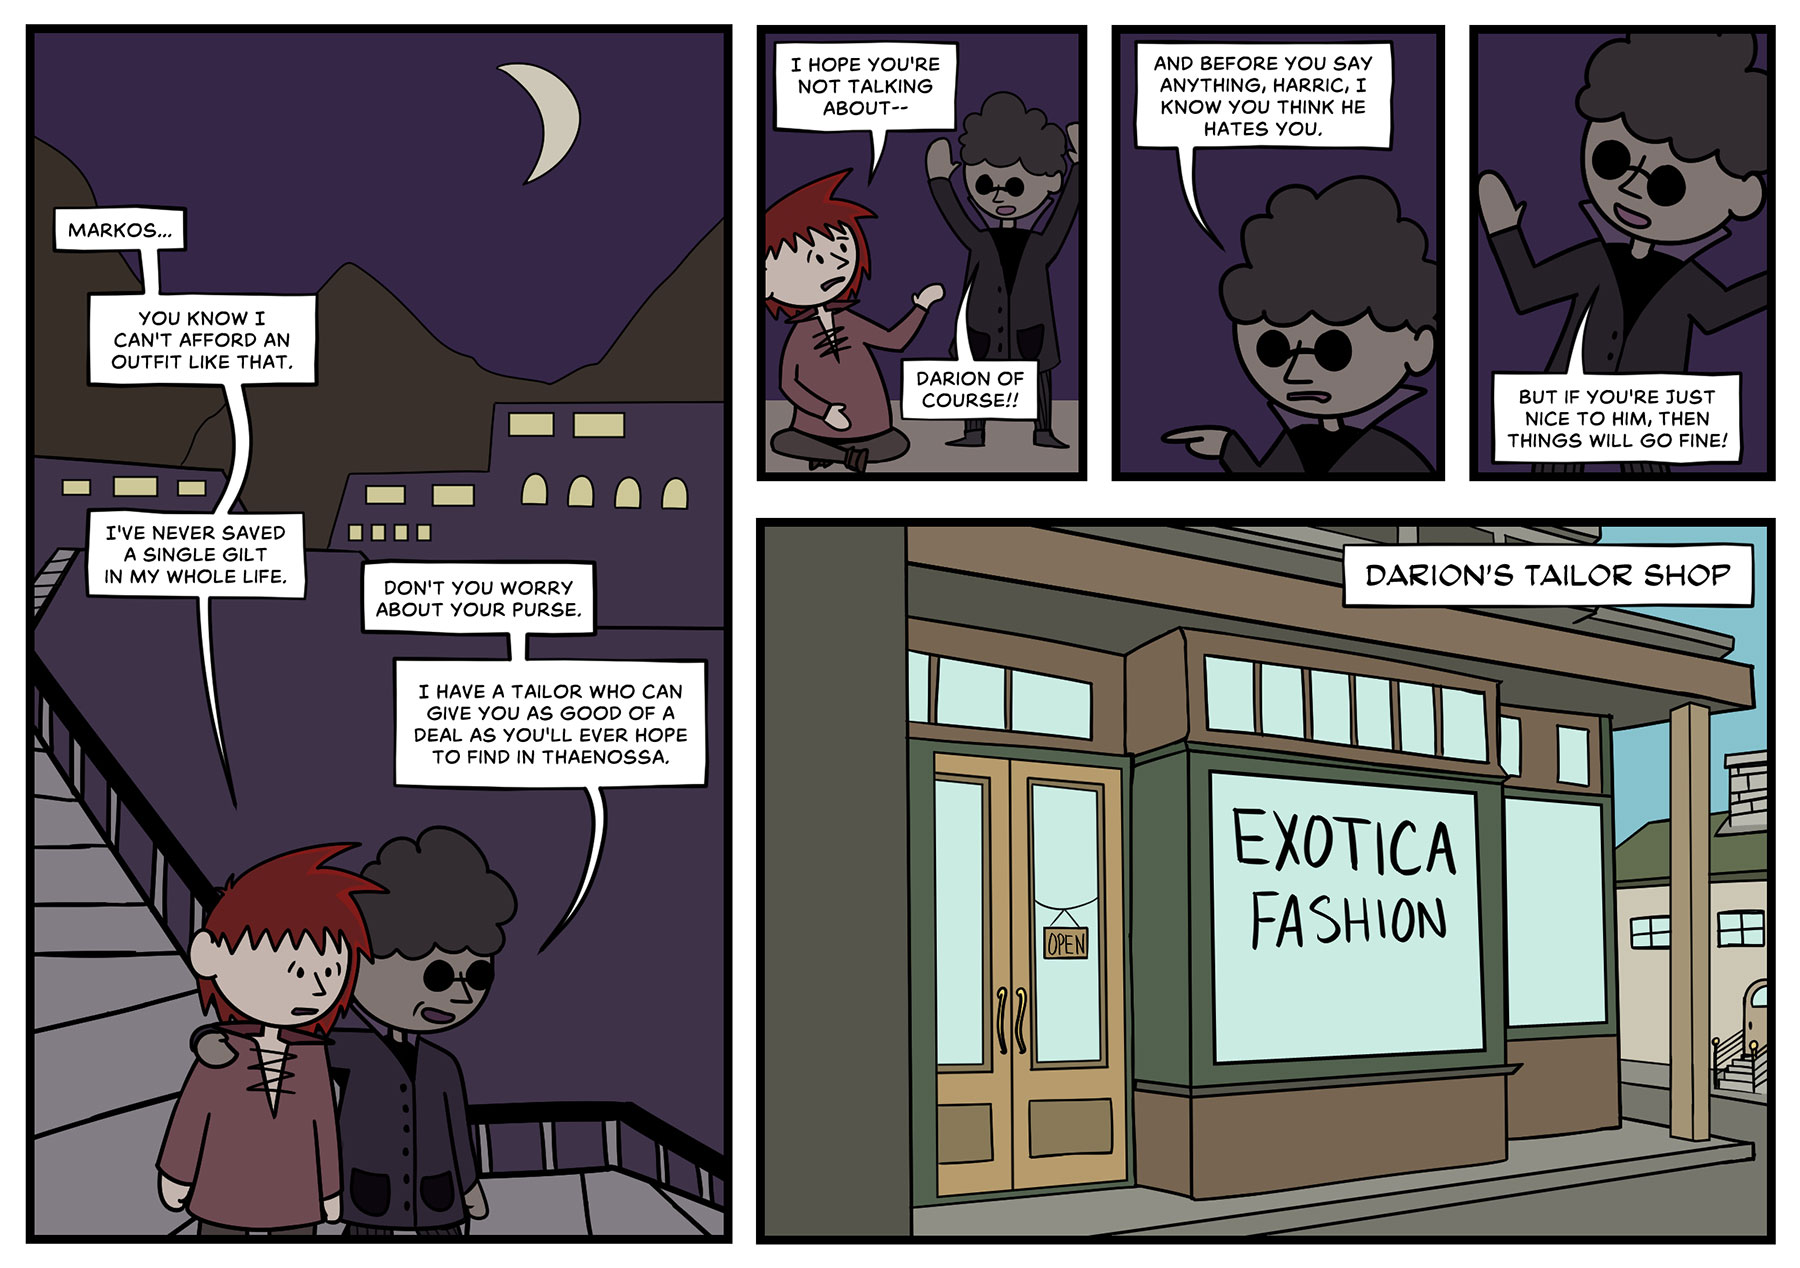 MARKOS...
YOU KNOW I
CAN'T AFFORD AN
OUTFIT LIKE THAT.
I'VE NEVER SAVED
A SINGLE GILT
IN MY WHOLE LIFE.
DON'T YOU WORRY
ABOUT YOUR PURSE.
I HAVE A TAILOR WHO CAN
GIVE YOU AS GOOD OF A
DEAL AS YOU'LL EVER HOPE
TO FIND IN THAENOSSA.
I HOPE YOU'RE
NOT TALKING
ABOUT--
DARION OF
COURSE!!
AND BEFORE YOU SAY
ANYTHING, HARRIC, I
KNOW YOU THINK HE
HATES YOU.
BUT IF YOU'RE JUST
NICE TO HIM, THEN
THINGS WILL GO FINE!
DARION'S TAILOR SHOP
EXOTICA
FASHION
OPEN